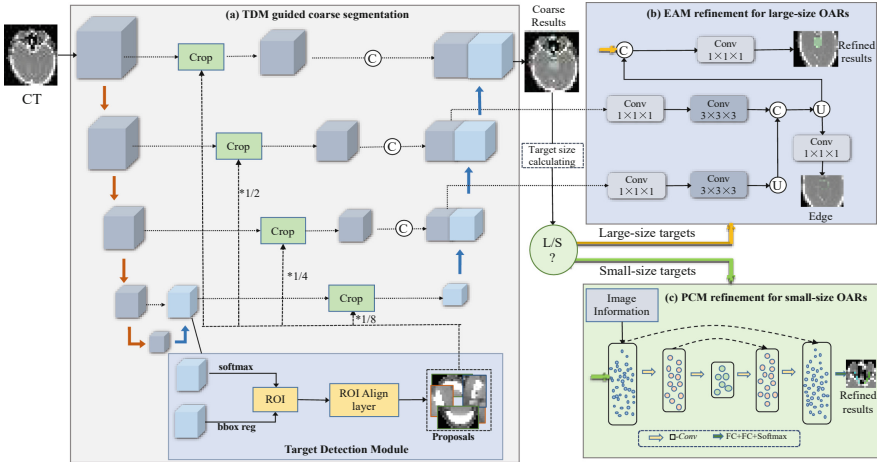 (a) TDM guided coarse segmentation
CT
Crop
C
Crop
C
*1/2
Crop
C
*1/4
Crop
*1/8
softmax
bbox reg
ROI
ROI Align
layer
Proposals
Target Detection Module
Coarse
Results
Target size
calculating
L/S
?
Large-size targets
Small-size targets
(b) EAM refinement for large-size OARs
C
Conv
1×1×1
Refined
results
Conv
1×1×1
Conv
3×3×3
C
U
Conv
1×1×1
Conv
1×1×1
Conv
3×3×3
U
Edge
(c) PCM refinement for small-size OARs
Image
Information
Refined
results
-Conv
FC+FC+Softmax